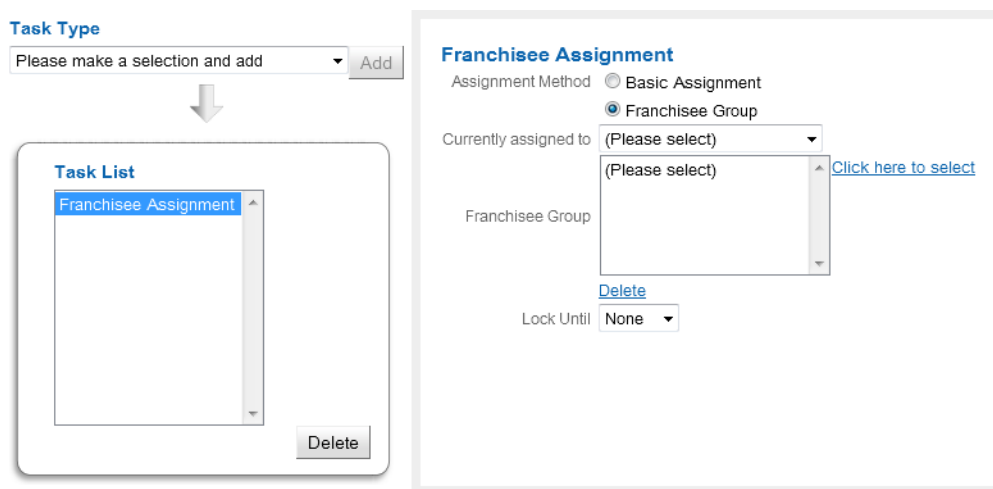 Task Type
Please make a selection and add
Add
Task List
Franchisee Assignment
Delete
Franchisee Assignment
Assignment Method
Basic Assignment
Franchisee Group
Currently assigned to
(Please select)
(Please select)
Click here to select
Franchisee Group
Delete
Lock Until
None